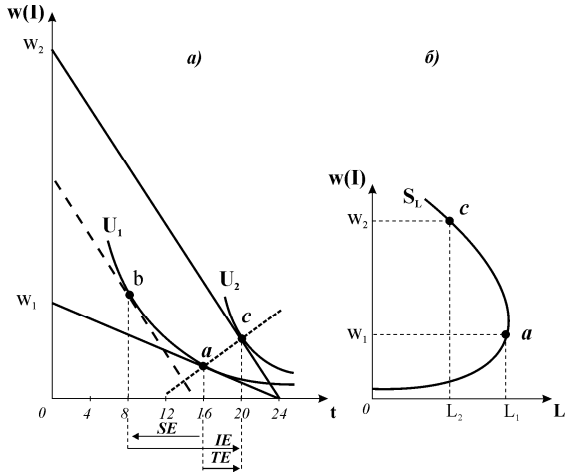 w(I)
a)
б)
W2
U1
b
U2
c
W1
a
0 4 8 12 16 20 24 t
SE
IE
TE
w(I)
SL
c
W2
W1
a
0 L2 L1 L